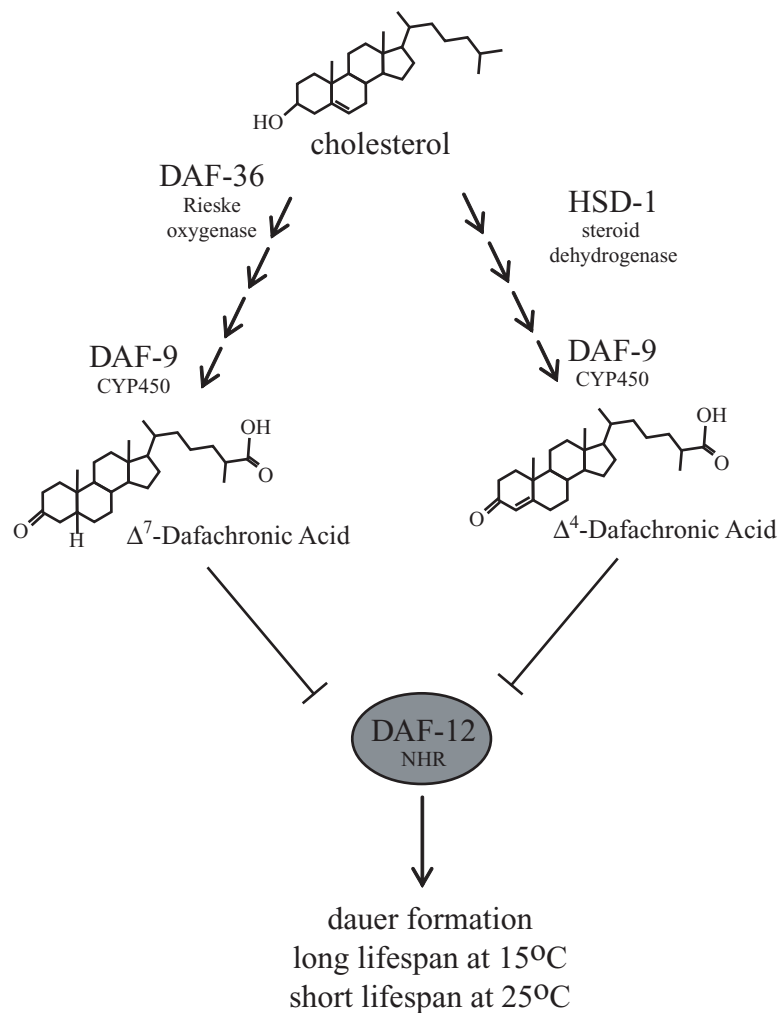 HO
cholesterol
DAF-36
Rieske
oxygenase
HSD-1
steroid
dehydrogenase
DAF-9
CYP450
DAF-9
CYP450
OH
O
O
H
Δ⁷-Dafachronic Acid
OH
O
O
Δ⁴-Dafachronic Acid
DAF-12
NHR
dauer formation
long lifespan at 15ºC
short lifespan at 25ºC